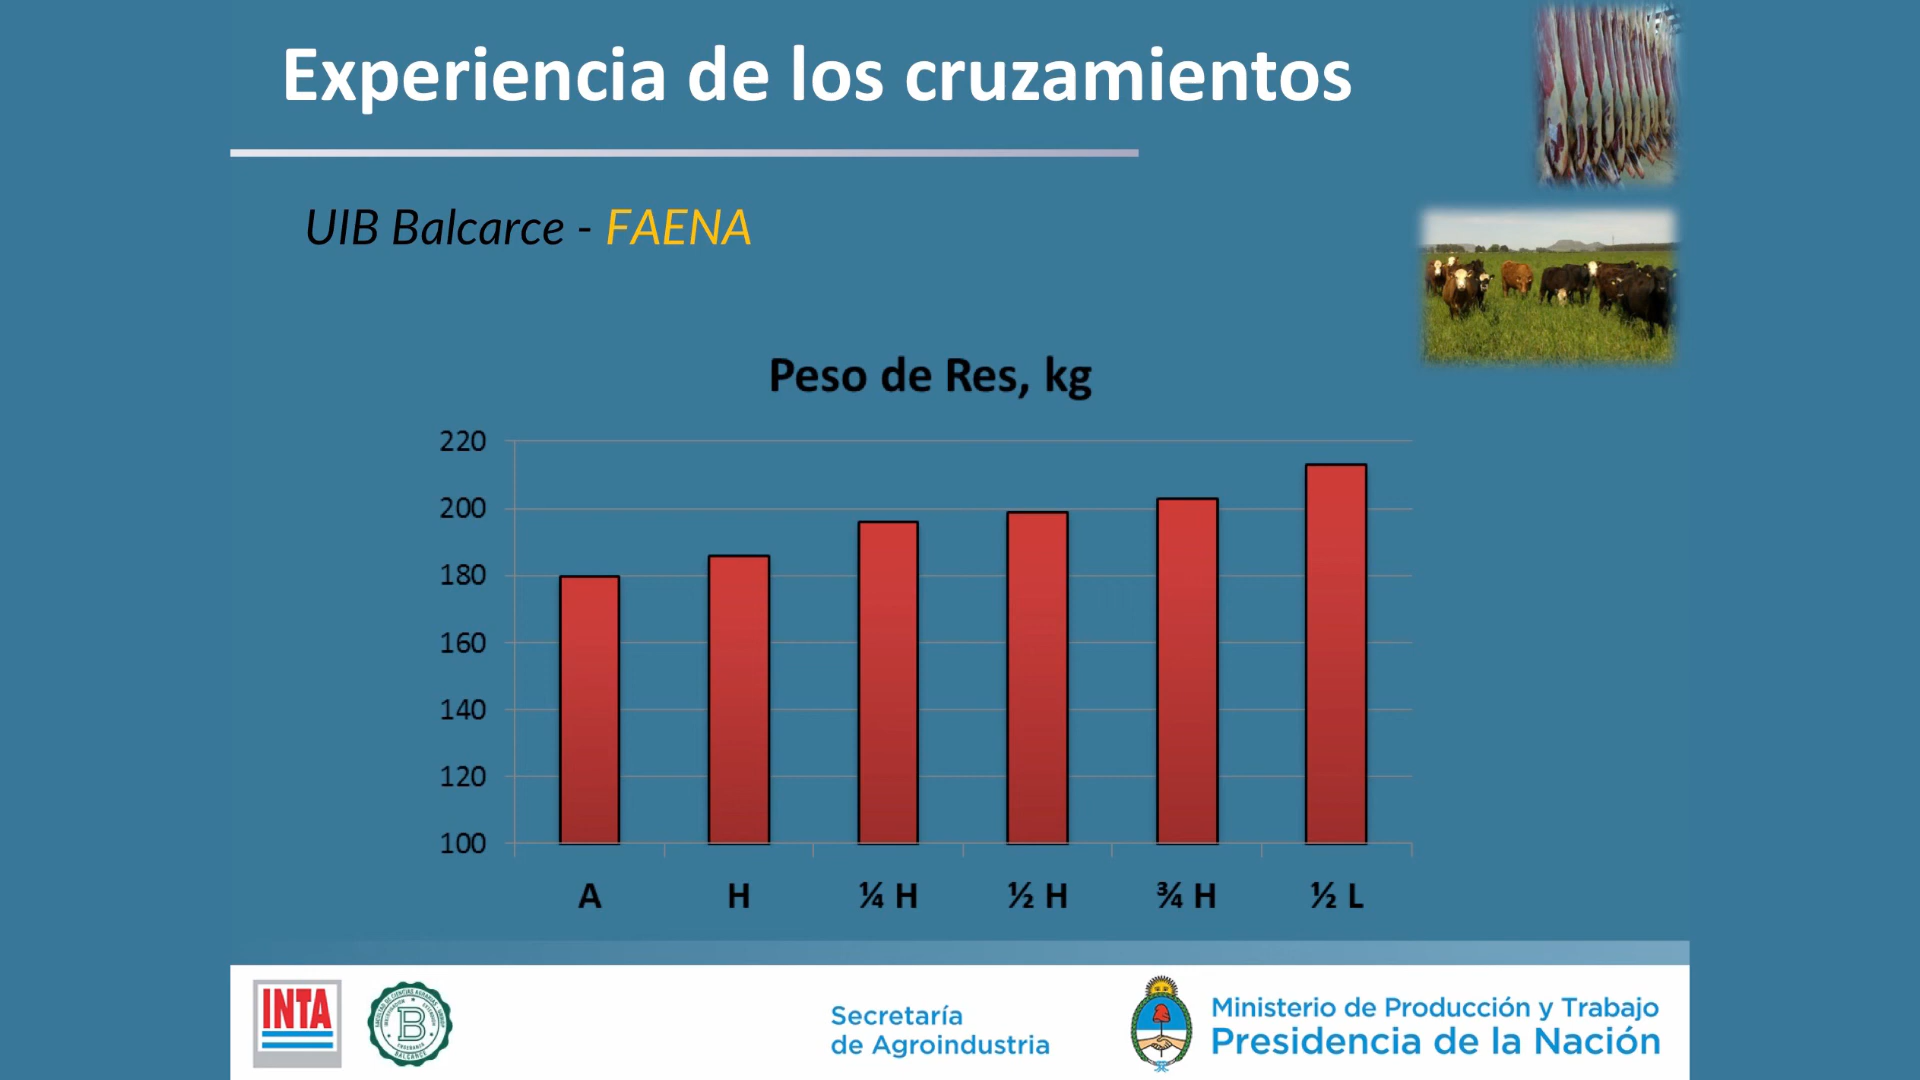 Experiencia de los cruzamientos
UIB Balcarce - FAENA
Peso de Res, kg
220
200
180
160
140
120
100
A H ¼ H ½ H ¾ H ½ L
INTA
B
BALCARCE
Secretaría
de Agroindustria
Ministerio de Producción y Trabajo
Presidencia de la Nación